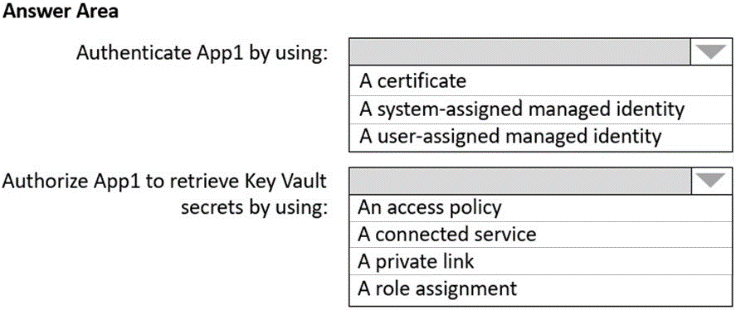 Answer Area
Authenticate App1 by using:
A certificate
A system-assigned managed identity
A user-assigned managed identity
Authorize App1 to retrieve Key Vault
secrets by using:
An access policy
A connected service
A private link
A role assignment